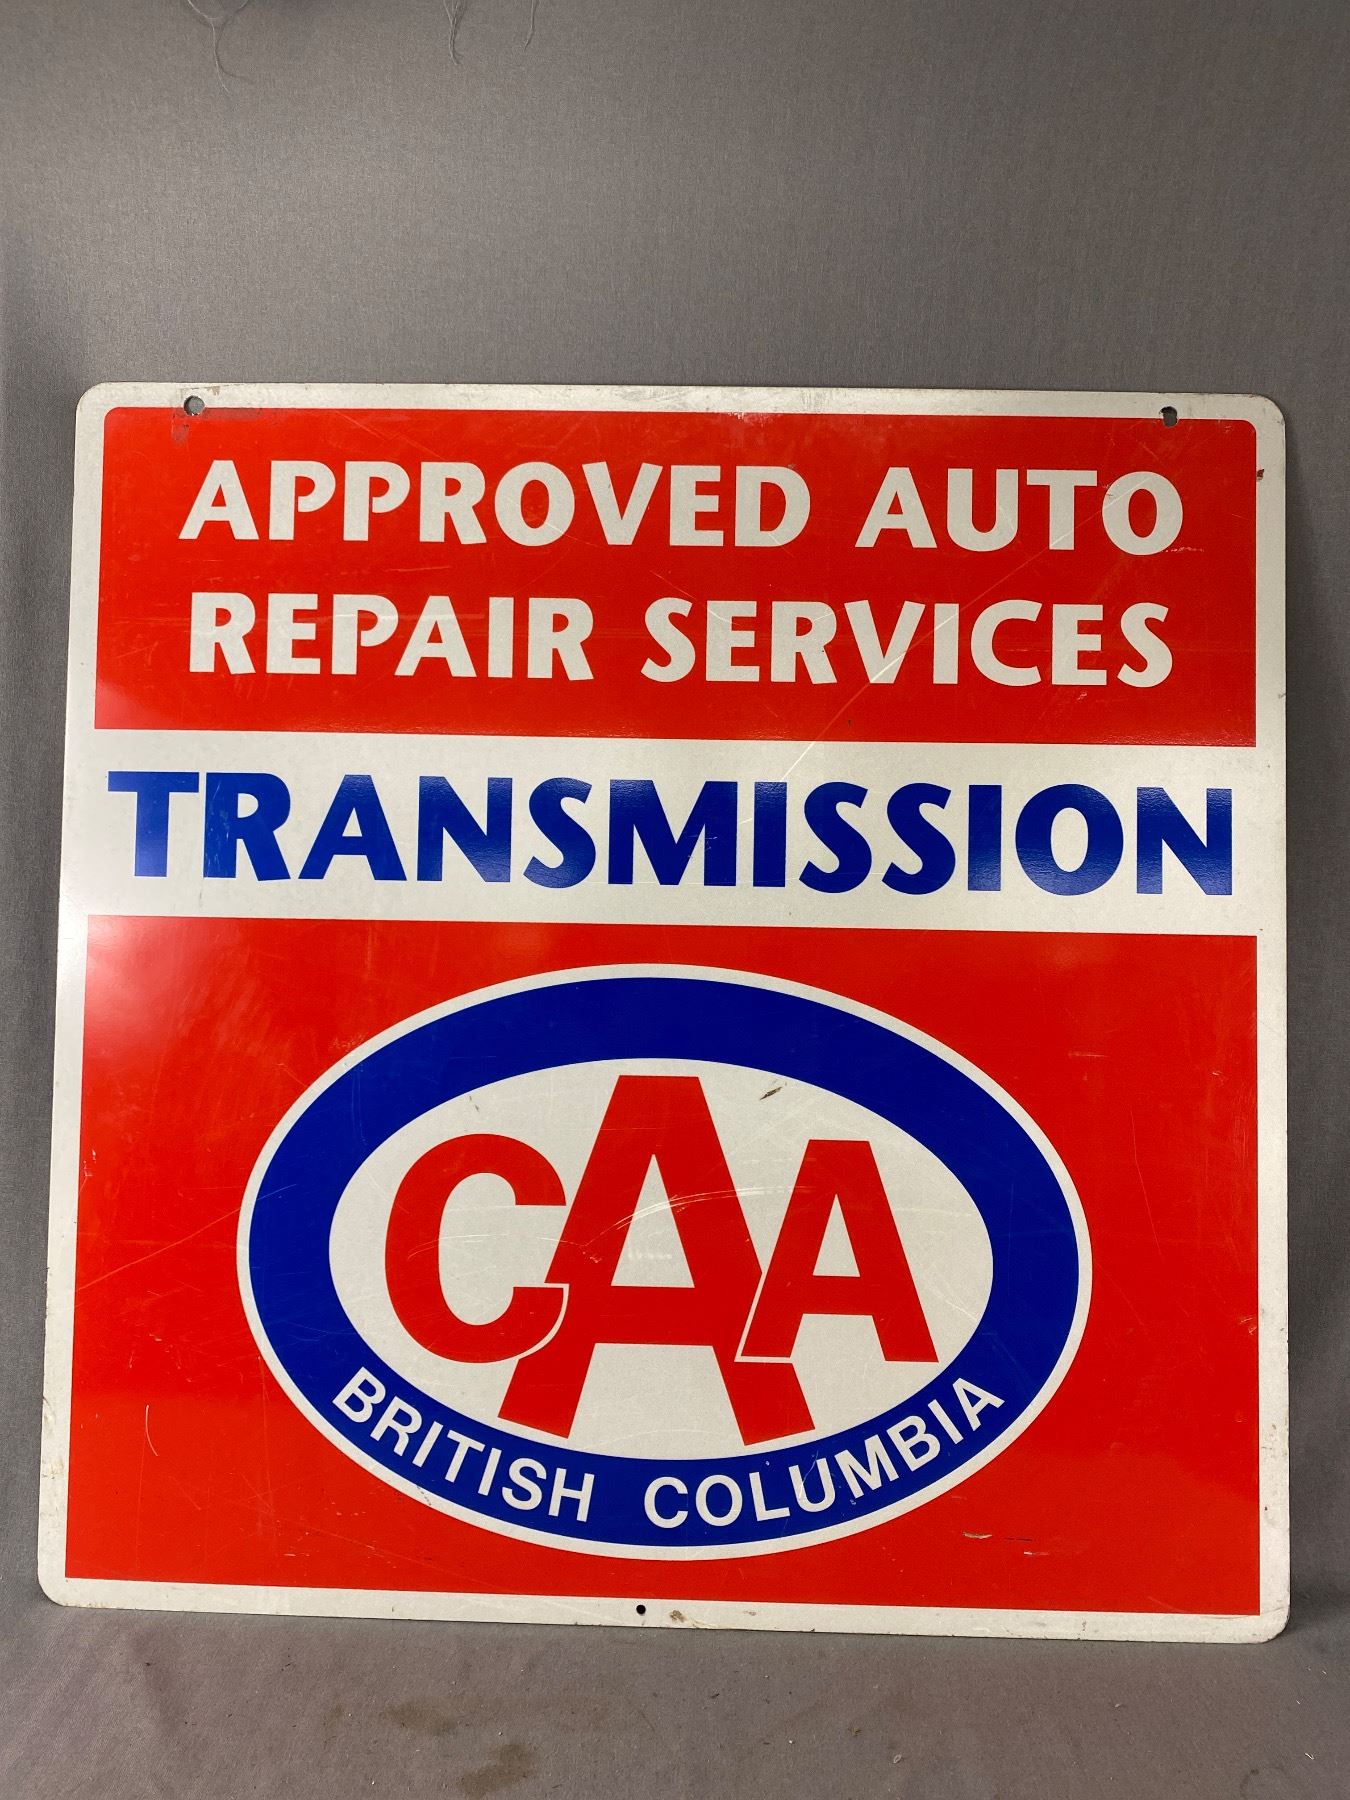 APPROVED AUTO
REPAIR SERVICES
TRANSMISSION
CAA
BRITISH COLUMBIA